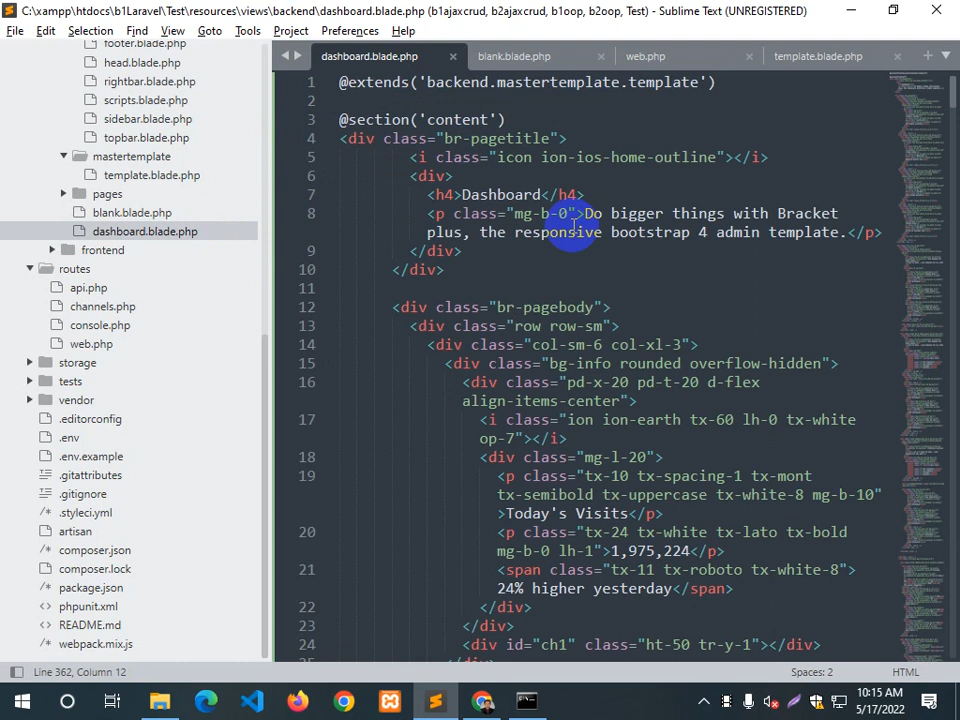 C:\xampp\htdocs\b1Laravel\Test\resources\views\backend\dashboard.blade.php (b1ajaxcrud, b2ajaxcrud, b1oop, b2oop, Test) - Sublime Text (UNREGISTERED)
File Edit Selection Find View Goto Tools Project Preferences Help
footer.blade.php
head.blade.php
rightbar.blade.php
scripts.blade.php
sidebar.blade.php
topbar.blade.php
mastertemplate
template.blade.php
pages
blank.blade.php
dashboard.blade.php
frontend
routes
api.php
channels.php
console.php
web.php
storage
tests
vendor
.editorconfig
.env
.env.example
.gitattributes
.gitignore
.styleci.yml
artisan
composer.json
composer.lock
package.json
phpunit.xml
README.md
webpack.mix.js
dashboard.blade.php blank.blade.php web.php template.blade.php
1 @extends('backend.mastertemplate.template')
2
3 @section('content')
4 <div class="br-pagetitle">
5 <i class="icon ion-ios-home-outline"></i>
6 <div>
7 <h4>Dashboard</h4>
8 <p class="mg-b-0">Do bigger things with Bracket
plus, the responsive bootstrap 4 admin template.</p>
9 </div>
10 </div>
11
12 <div class="br-pagebody">
13 <div class="row row-sm">
14 <div class="col-sm-6 col-xl-3">
15 <div class="bg-info rounded overflow-hidden">
16 <div class="pd-x-20 pd-t-20 d-flex
align-items-center">
17 <i class="ion ion-earth tx-60 lh-0 tx-white
op-7"></i>
18 <div class="mg-l-20">
19 <p class="tx-10 tx-spacing-1 tx-mont
tx-semibold tx-uppercase tx-white-8 mg-b-10"
>Today's Visits</p>
20 <p class="tx-24 tx-white tx-lato tx-bold
mg-b-0 lh-1">1,975,224</p>
21 <span class="tx-11 tx-roboto tx-white-8">
24% higher yesterday</span>
22 </div>
23 </div>
24 <div id="ch1" class="ht-50 tr-y-1"></div>
Line 362, Column 12 Spaces: 2 HTML
10:15 AM
5/17/2022